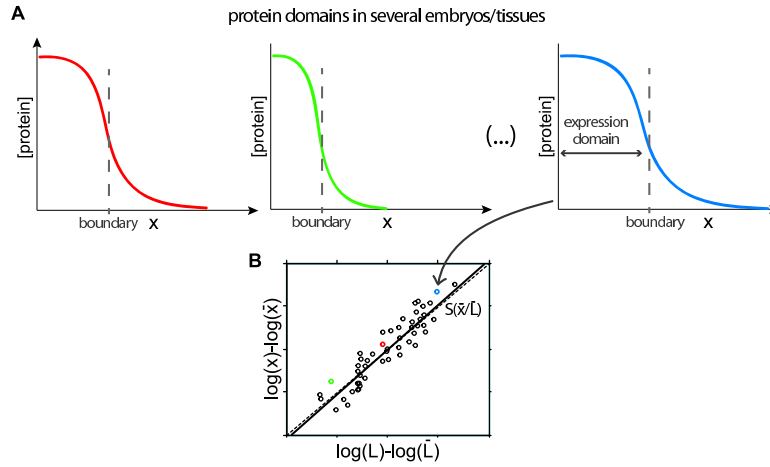 A
protein domains in several embryos/tissues
[protein]
boundary x
[protein]
boundary x
(...)
[protein]
expression
domain
boundary x
B
log(x)-log(x̄)
S(x̄/L̄)
log(L)-log(L̄)